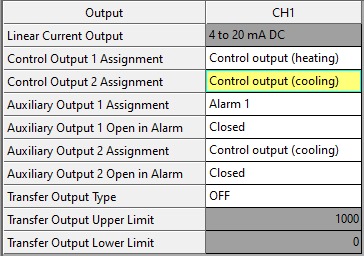 Output CH1
Linear Current Output 4 to 20 mA DC
Control Output 1 Assignment Control output (heating)
Control Output 2 Assignment Control output (cooling)
Auxiliary Output 1 Assignment Alarm 1
Auxiliary Output 1 Open in Alarm Closed
Auxiliary Output 2 Assignment Control output (cooling)
Auxiliary Output 2 Open in Alarm Closed
Transfer Output Type OFF
Transfer Output Upper Limit 1000
Transfer Output Lower Limit 0